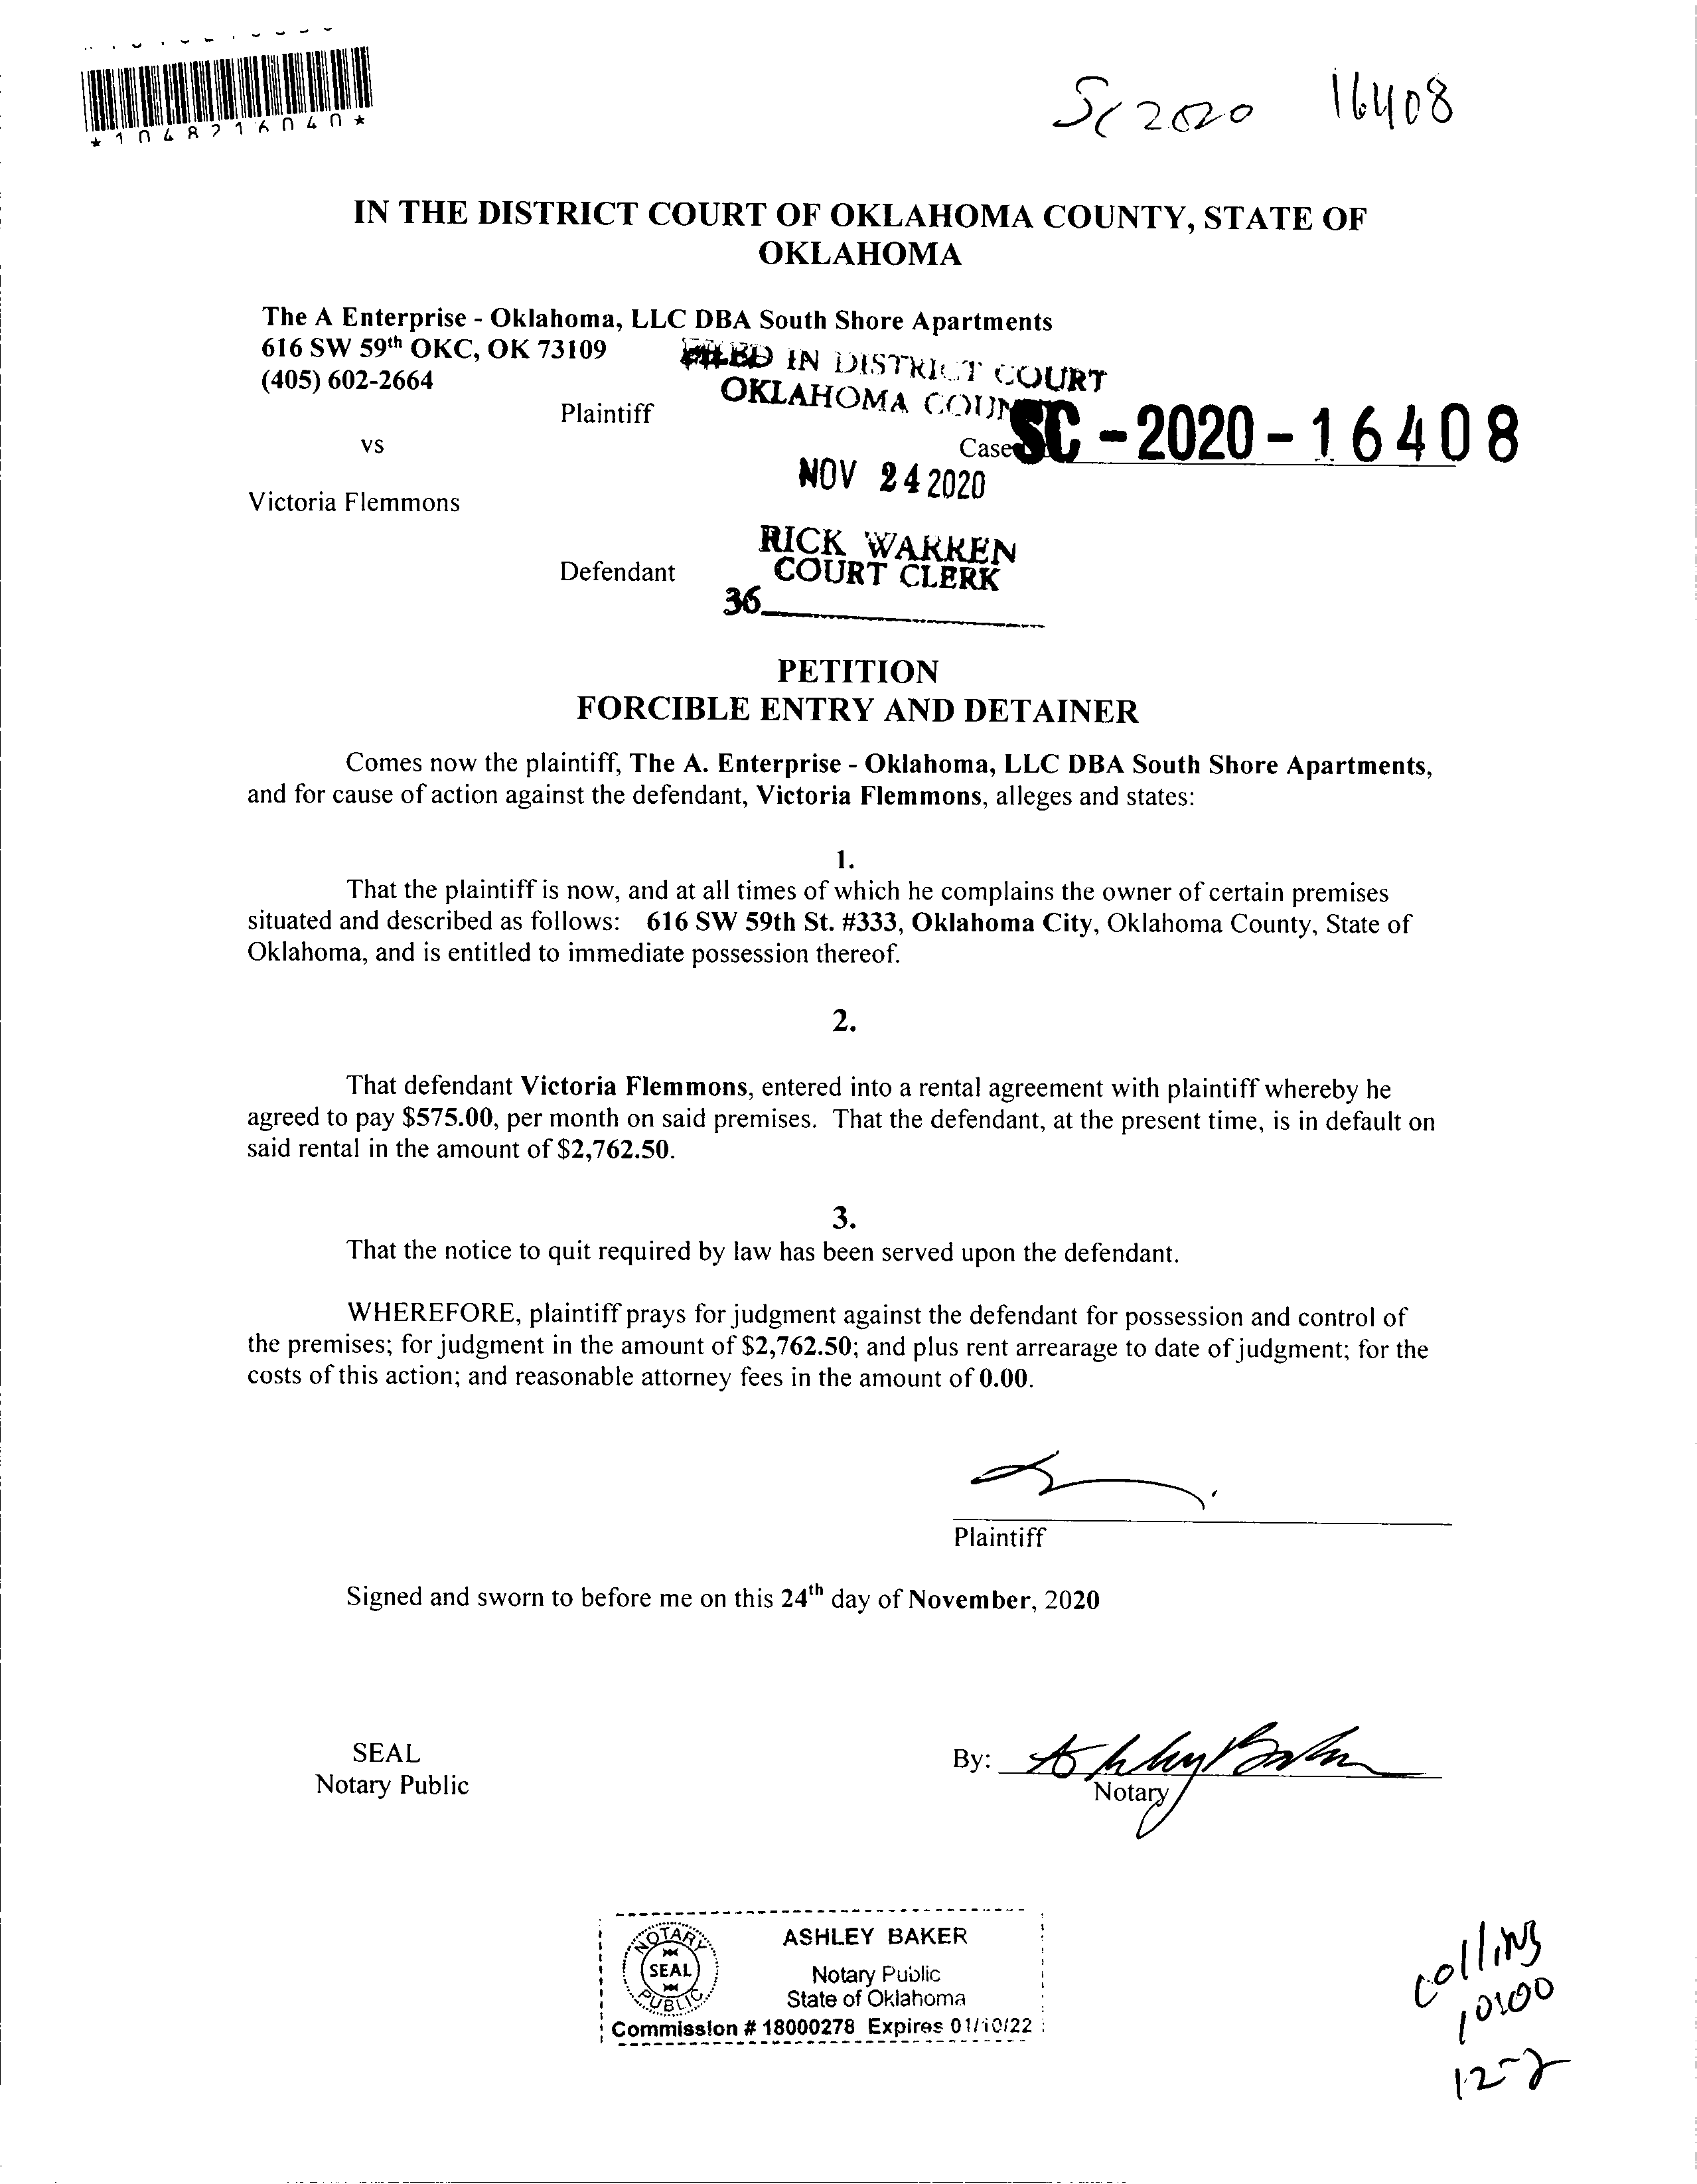 *1048216040*
SC 2020 16408
IN THE DISTRICT COURT OF OKLAHOMA COUNTY, STATE OF
OKLAHOMA
The A Enterprise - Oklahoma, LLC DBA South Shore Apartments
616 SW 59th OKC, OK 73109
(405) 602-2664
FILED IN DISTRICT COURT
OKLAHOMA COUN
Plaintiff
vs
Case
SC - 2020 - 16408
NOV 24 2020
Victoria Flemmons
RICK WARREN
COURT CLERK
Defendant
36
PETITION
FORCIBLE ENTRY AND DETAINER
Comes now the plaintiff, The A. Enterprise - Oklahoma, LLC DBA South Shore Apartments,
and for cause of action against the defendant, Victoria Flemmons, alleges and states:
1.
That the plaintiff is now, and at all times of which he complains the owner of certain premises
situated and described as follows: 616 SW 59th St. #333, Oklahoma City, Oklahoma County, State of
Oklahoma, and is entitled to immediate possession thereof.
2.
That defendant Victoria Flemmons, entered into a rental agreement with plaintiff whereby he
agreed to pay $575.00, per month on said premises. That the defendant, at the present time, is in default on
said rental in the amount of $2,762.50.
3.
That the notice to quit required by law has been served upon the defendant.
WHEREFORE, plaintiff prays for judgment against the defendant for possession and control of
the premises; for judgment in the amount of $2,762.50; and plus rent arrearage to date of judgment; for the
costs of this action; and reasonable attorney fees in the amount of 0.00.
Plaintiff
Signed and sworn to before me on this 24th day of November, 2020
SEAL
Notary Public
By: Ashley Baker
Notary
NOTARY
SEAL
PUBLIC
ASHLEY BAKER
Notary Public
State of Oklahoma
Commission # 18000278 Expires 01/10/22
collins
10:00
12-2